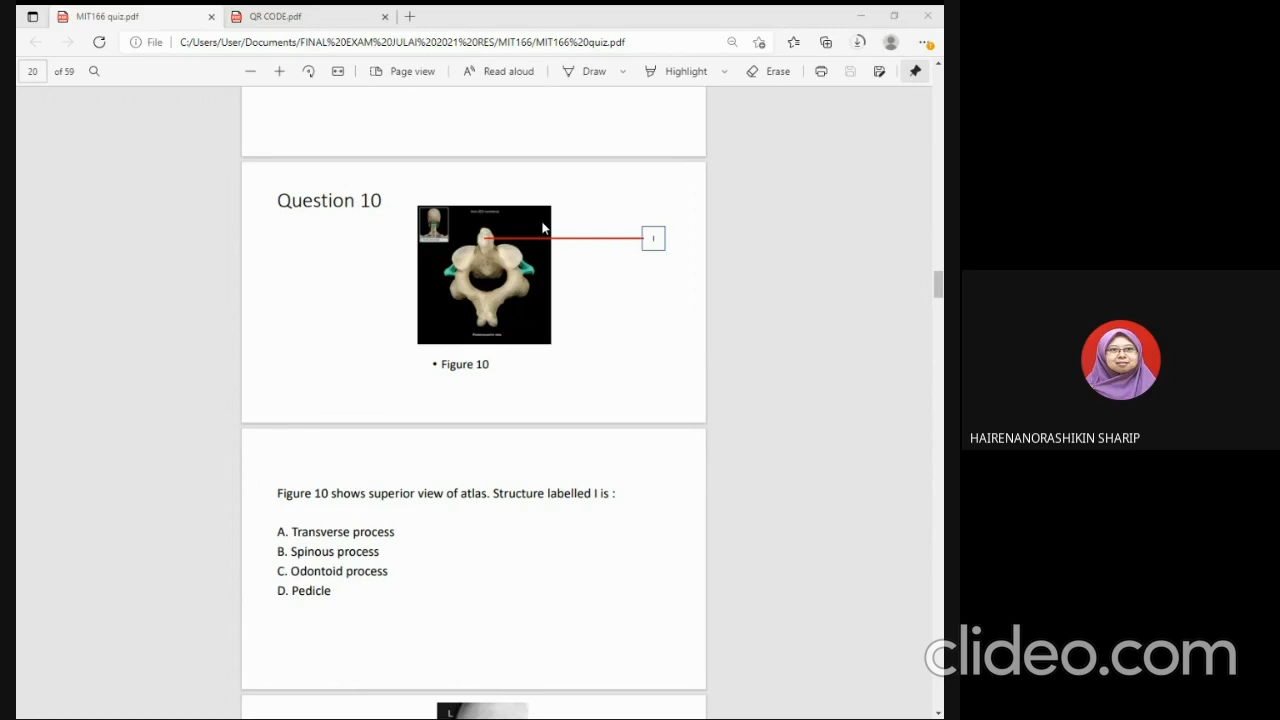 MIT166 quiz.pdf
QR CODE.pdf
File
C:/Users/User/Documents/FINAL%20EXAM%20JULAI%202021%20RES/MIT166/MIT166%20quiz.pdf
20 of 59
Page view
Read aloud
Draw
Highlight
Erase
Question 10
I
• Figure 10
Figure 10 shows superior view of atlas. Structure labelled I is :
A. Transverse process
B. Spinous process
C. Odontoid process
D. Pedicle
L
HAIRENANORASHIKIN SHARIP
clideo.com